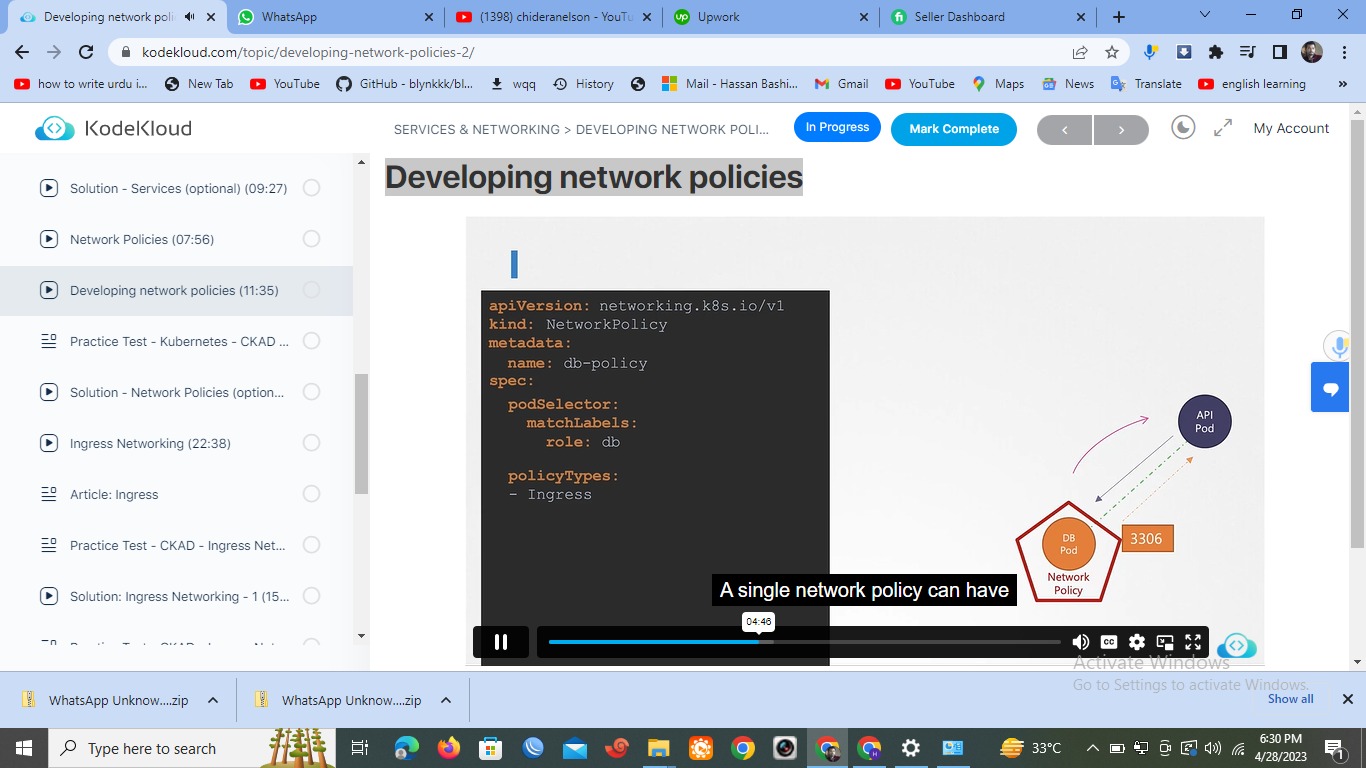 Developing network poli
WhatsApp
(1398) chideranelson - YouTu
Upwork
Seller Dashboard
kodekloud.com/topic/developing-network-policies-2/
how to write urdu i...
New Tab
YouTube
GitHub - blynkkk/bl...
wqq
History
Mail - Hassan Bashi...
Gmail
YouTube
Maps
News
Translate
english learning
KodeKloud
SERVICES & NETWORKING > DEVELOPING NETWORK POLI...
In Progress
Mark Complete
My Account
Solution - Services (optional) (09:27)
Network Policies (07:56)
Developing network policies (11:35)
Practice Test - Kubernetes - CKAD ...
Solution - Network Policies (option...
Ingress Networking (22:38)
Article: Ingress
Practice Test - CKAD - Ingress Net...
Solution: Ingress Networking - 1 (15...
Developing network policies
apiVersion: networking.k8s.io/v1
kind: NetworkPolicy
metadata:
name: db-policy
spec:
podSelector:
matchLabels:
role: db
policyTypes:
- Ingress
API
Pod
DB
Pod
3306
Network
Policy
A single network policy can have
04:46
CC
Activate Windows
Go to Settings to activate Windows.
WhatsApp Unknow....zip
WhatsApp Unknow....zip
Show all
Type here to search
33°C
6:30 PM
4/28/2023
1